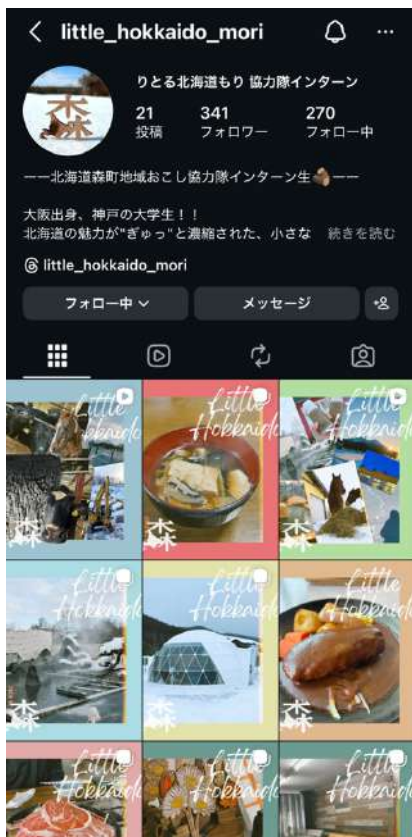 little_hokkaido_mori
りとる北海道もり 協力隊インターン
21 341 270
投稿 フォロワー フォロー中
ーー北海道森町地域おこし協力隊インターン生🐿️ーー
大阪出身、神戸の大学生！！
北海道の魅力が"ぎゅっ"と濃縮された、小さな 続きを読む
little_hokkaido_mori
フォロー中 メッセージ
Little Hokkaido Little Hokkaido Little Hokkaido
森 森 森
Little Hokkaido Little Hokkaido Little Hokkaido
森 森 森
Little Hokkaido Little Hokkaido Little Hokkaido